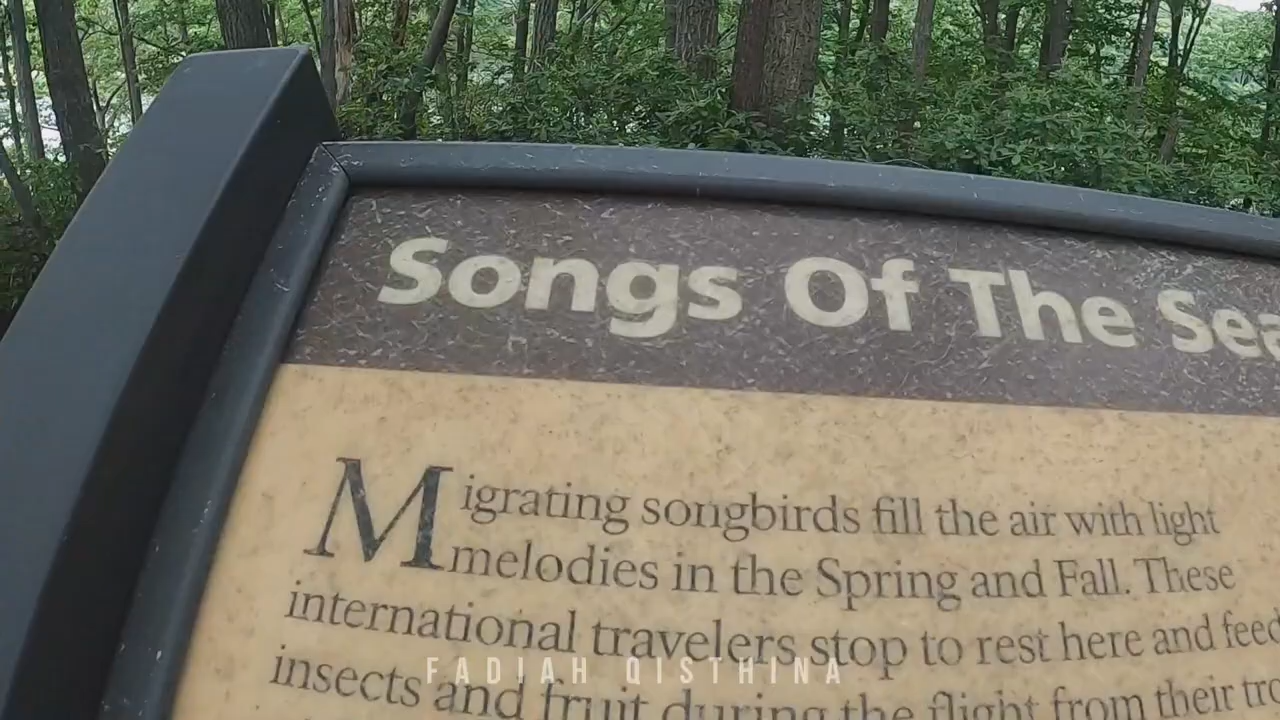 Songs Of The
Migrating songbirds fill the air with light
melodies in the Spring and Fall. These
international travelers stop to rest here and feed
insects and fruit during the flight from their
FADIAH QISTHINA